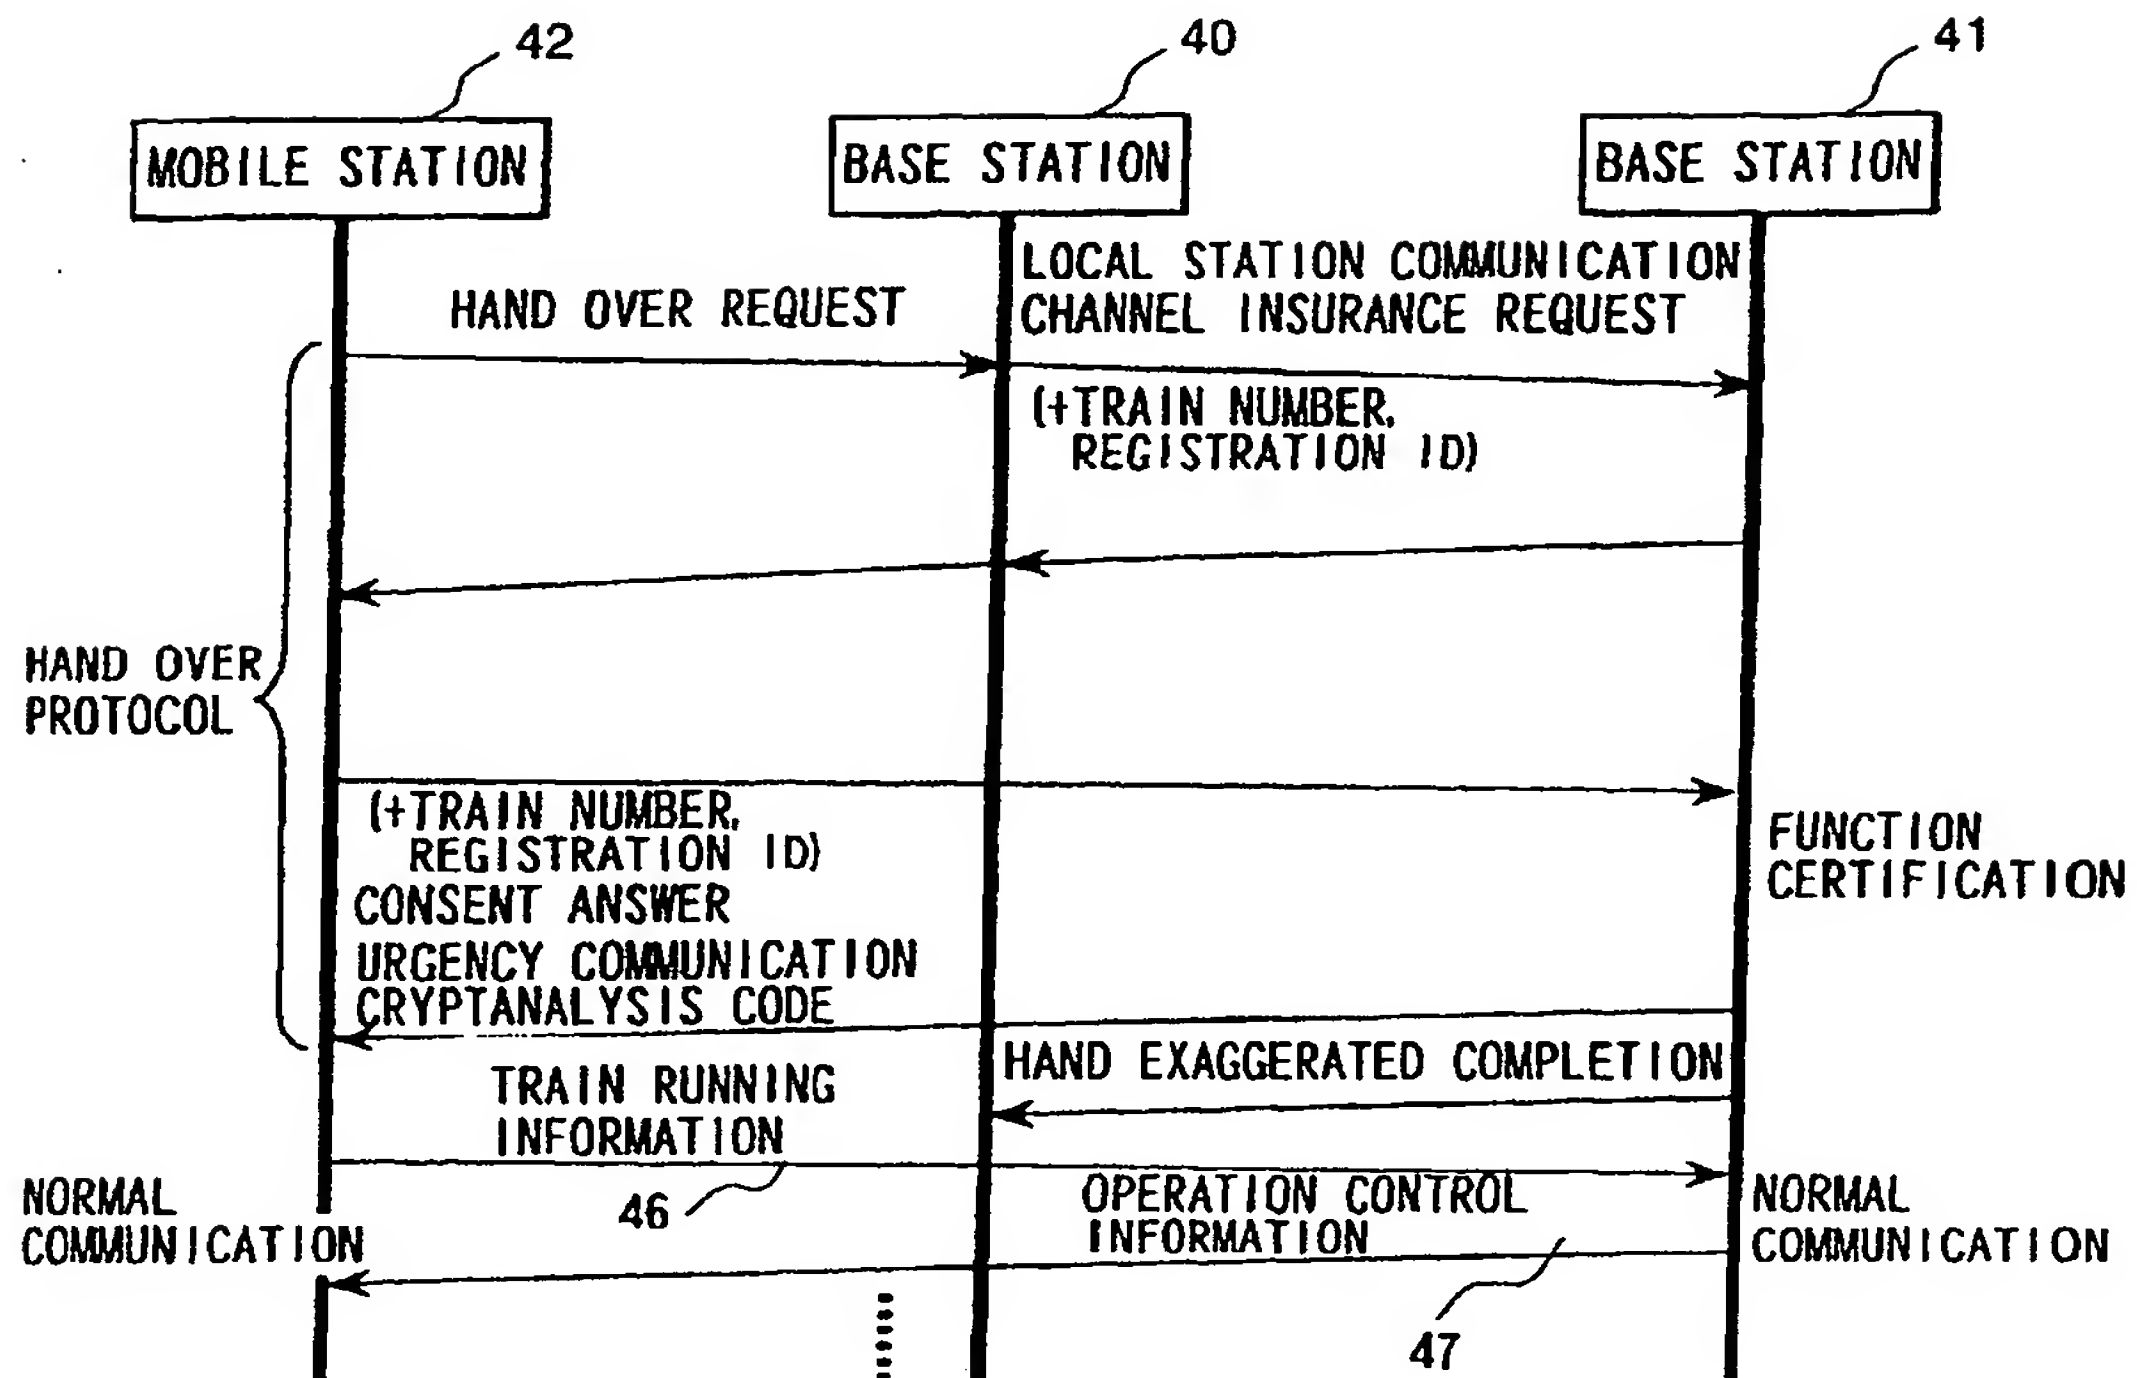 42
40
41
MOBILE STATION
BASE STATION
BASE STATION
LOCAL STATION COMMUNICATION
CHANNEL INSURANCE REQUEST
HAND OVER REQUEST
(+TRAIN NUMBER,
REGISTRATION ID)
HAND OVER
PROTOCOL
(+TRAIN NUMBER,
REGISTRATION ID)
CONSENT ANSWER
URGENCY COMMUNICATION
CRYPTANALYSIS CODE
FUNCTION
CERTIFICATION
HAND EXAGGERATED COMPLETION
TRAIN RUNNING
INFORMATION
46
OPERATION CONTROL
INFORMATION
47
NORMAL
COMMUNICATION
NORMAL
COMMUNICATION